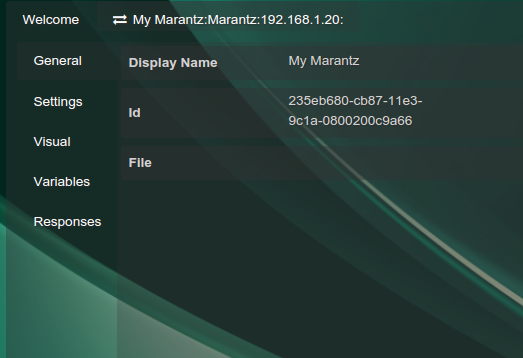 Welcome
My Marantz:Marantz:192.168.1.20:
General
Display Name
My Marantz
Settings
Id
235eb680-cb87-11e3-
9c1a-0800200c9a66
Visual
File
Variables
Responses